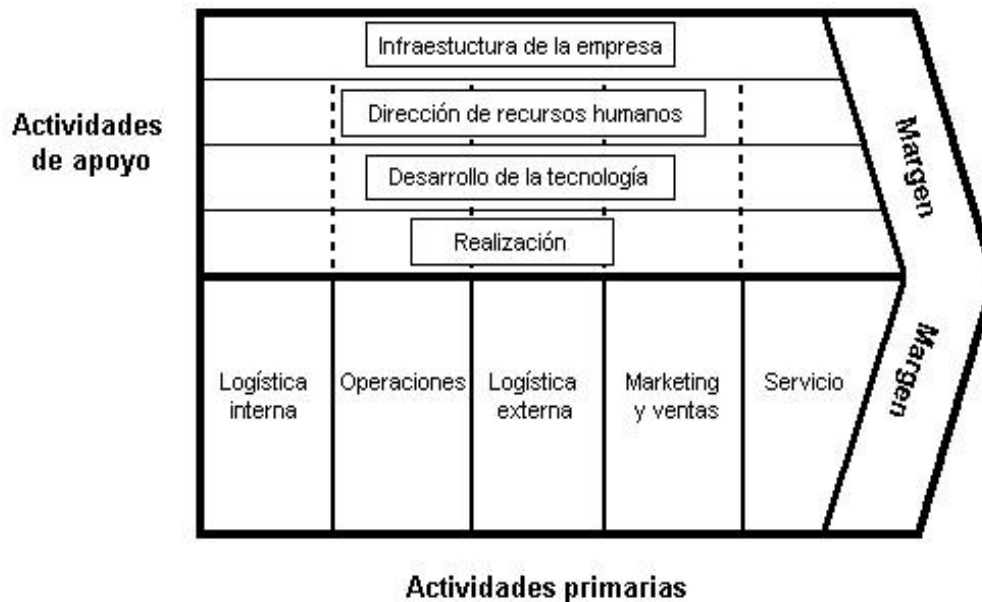 Infraestuctura de la empresa
Dirección de recursos humanos
Actividades
de apoyo
Desarrollo de la tecnología
Realización
Margen
Logística
interna
Operaciones
Logística
externa
Marketing
y ventas
Servicio
Margen
Actividades primarias